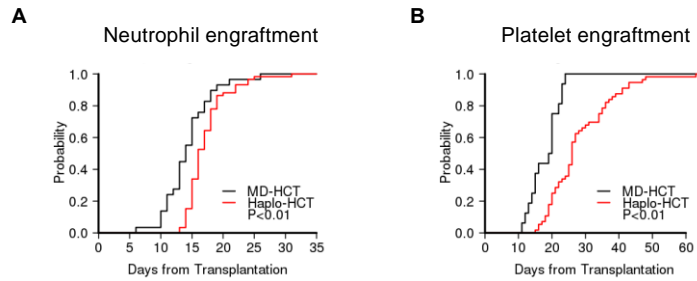 A
Neutrophil engraftment
1.0
0.8
0.6
0.4
0.2
0.0
Probability
MD-HCT
Haplo-HCT
P<0.01
0 5 10 15 20 25 30 35
Days from Transplantation
B
Platelet engraftment
1.0
0.8
0.6
0.4
0.2
0.0
Probability
MD-HCT
Haplo-HCT
P<0.01
0 10 20 30 40 50 60
Days from Transplantation